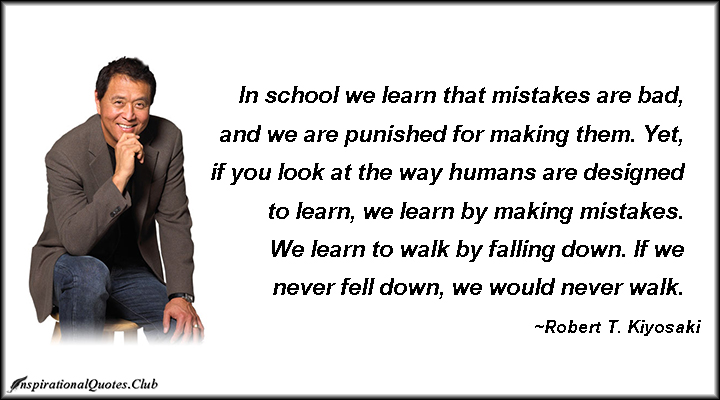 In school we learn that mistakes are bad,
and we are punished for making them. Yet,
if you look at the way humans are designed
to learn, we learn by making mistakes.
We learn to walk by falling down. If we
never fell down, we would never walk.
~Robert T. Kiyosaki
InspirationalQuotes.Club